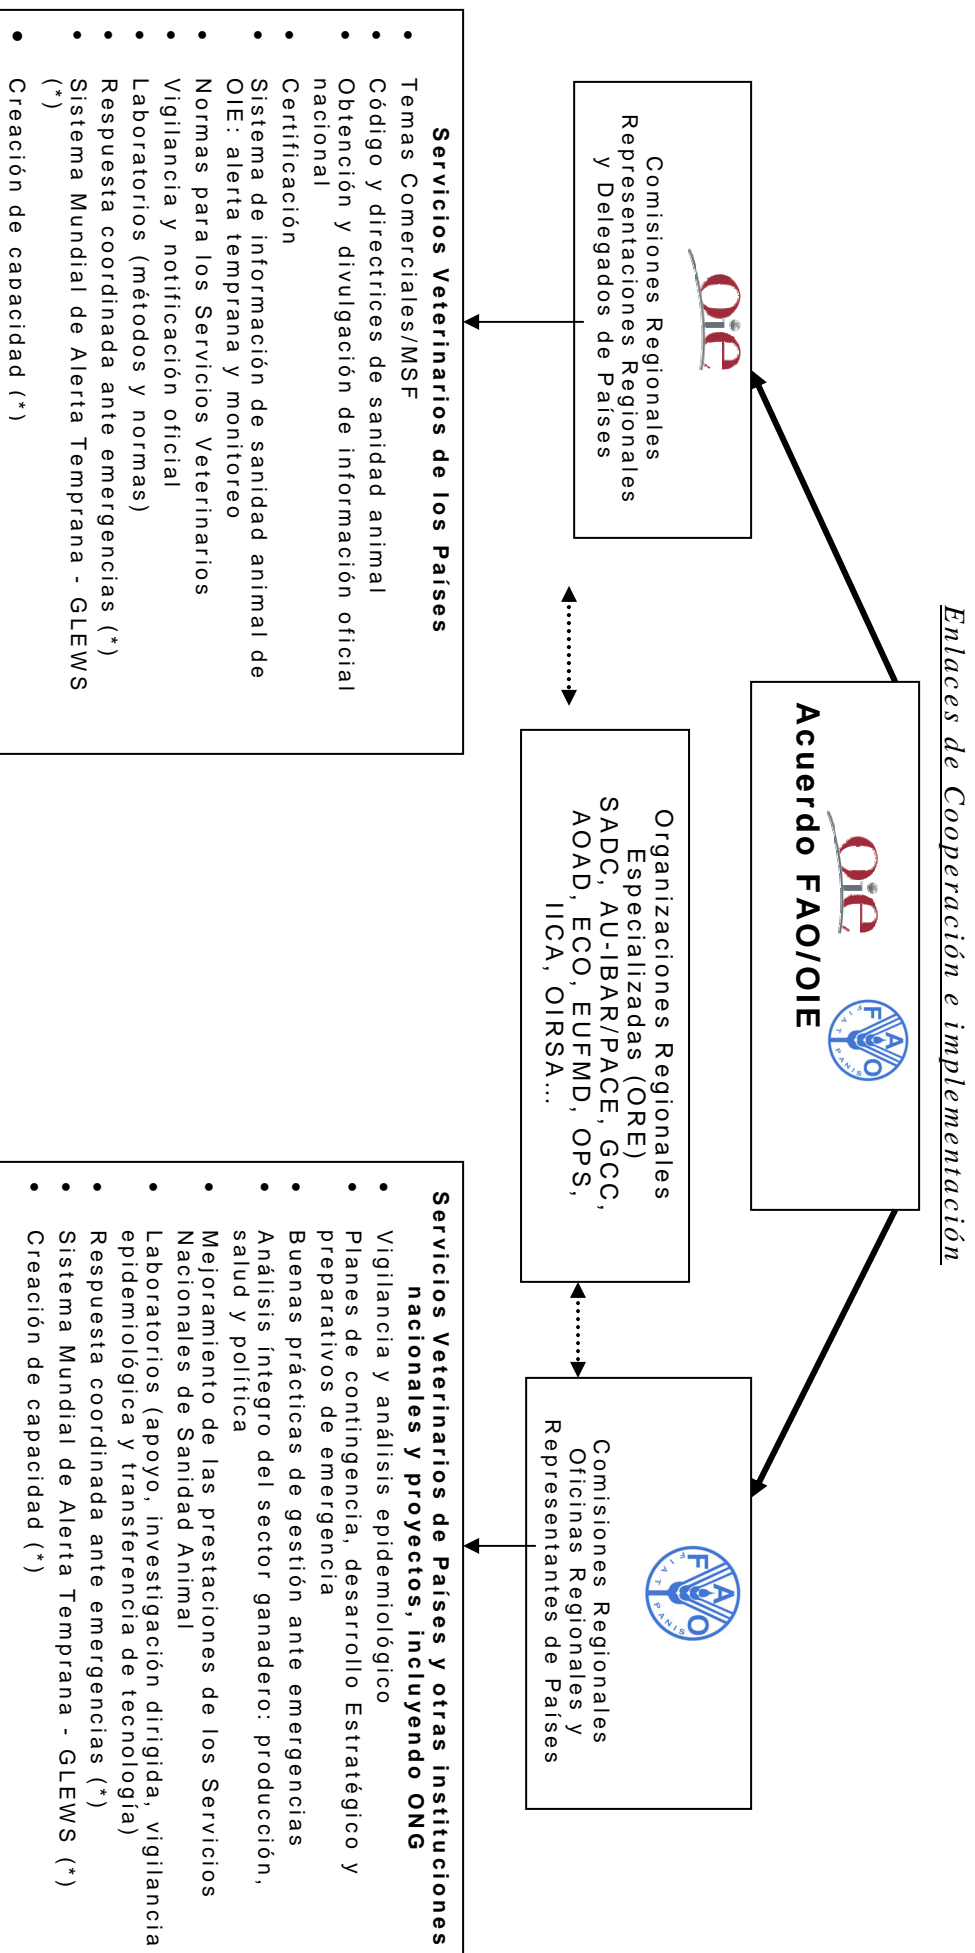 Enlaces de Cooperación e implementación
oie
FAO
FIAT PANIS
Acuerdo FAO/OIE
oie
Comisiones Regionales
Representaciones Regionales
y Delegados de Países
Organizaciones Regionales
Especializadas (ORE)
SADC, AU-IBAR/PACE, GCC,
AOAD, ECO, EUFMD, OPS,
IICA, OIRSA...
FAO
FIAT PANIS
Comisiones Regionales
Oficinas Regionales y
Representantes de Países
Servicios Veterinarios de los Países
• Temas Comerciales/MSF
• Código y directrices de sanidad animal
• Obtención y divulgación de información oficial
nacional
• Certificación
• Sistema de información de sanidad animal de
OIE: alerta temprana y monitoreo
• Normas para los Servicios Veterinarios
• Vigilancia y notificación oficial
• Laboratorios (métodos y normas)
• Respuesta coordinada ante emergencias (*)
• Sistema Mundial de Alerta Temprana - GLEWS
(*)
• Creación de capacidad (*)
Servicios Veterinarios de Países y otras instituciones
nacionales y proyectos, incluyendo ONG
• Vigilancia y análisis epidemiológico
• Planes de contingencia, desarrollo Estratégico y
preparativos de emergencia
• Buenas prácticas de gestión ante emergencias
• Análisis íntegro del sector ganadero: producción,
salud y política
• Mejoramiento de las prestaciones de los Servicios
Nacionales de Sanidad Animal
• Laboratorios (apoyo, investigación dirigida, vigilancia
epidemiológica y transferencia de tecnología)
• Respuesta coordinada ante emergencias (*)
• Sistema Mundial de Alerta Temprana - GLEWS (*)
• Creación de capacidad (*)